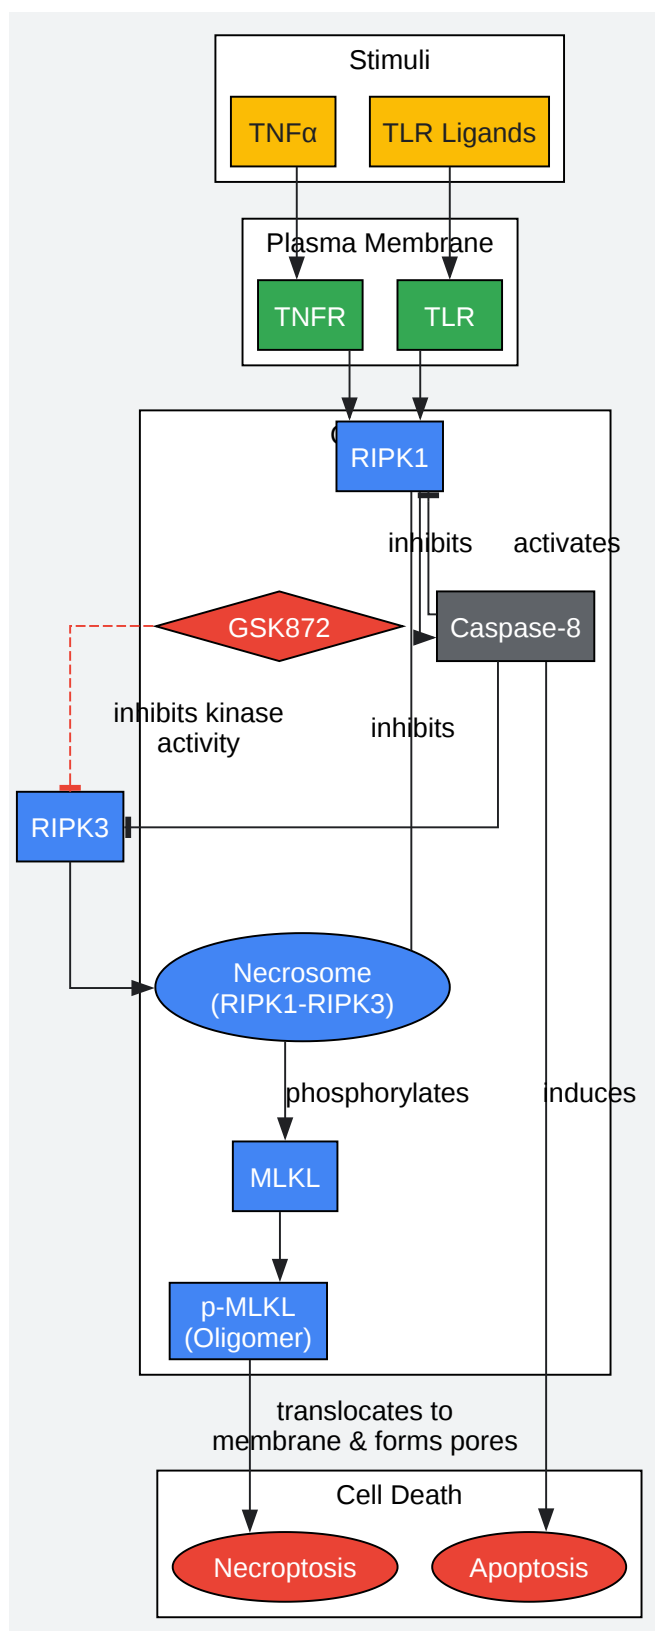 Stimuli
TNFα
TLR Ligands
Plasma Membrane
TNFR
TLR
RIPK1
inhibits
activates
GSK872
Caspase-8
inhibits kinase
activity
inhibits
RIPK3
Necrosome
(RIPK1-RIPK3)
phosphorylates
induces
MLKL
p-MLKL
(Oligomer)
translocates to
membrane & forms pores
Cell Death
Necroptosis
Apoptosis